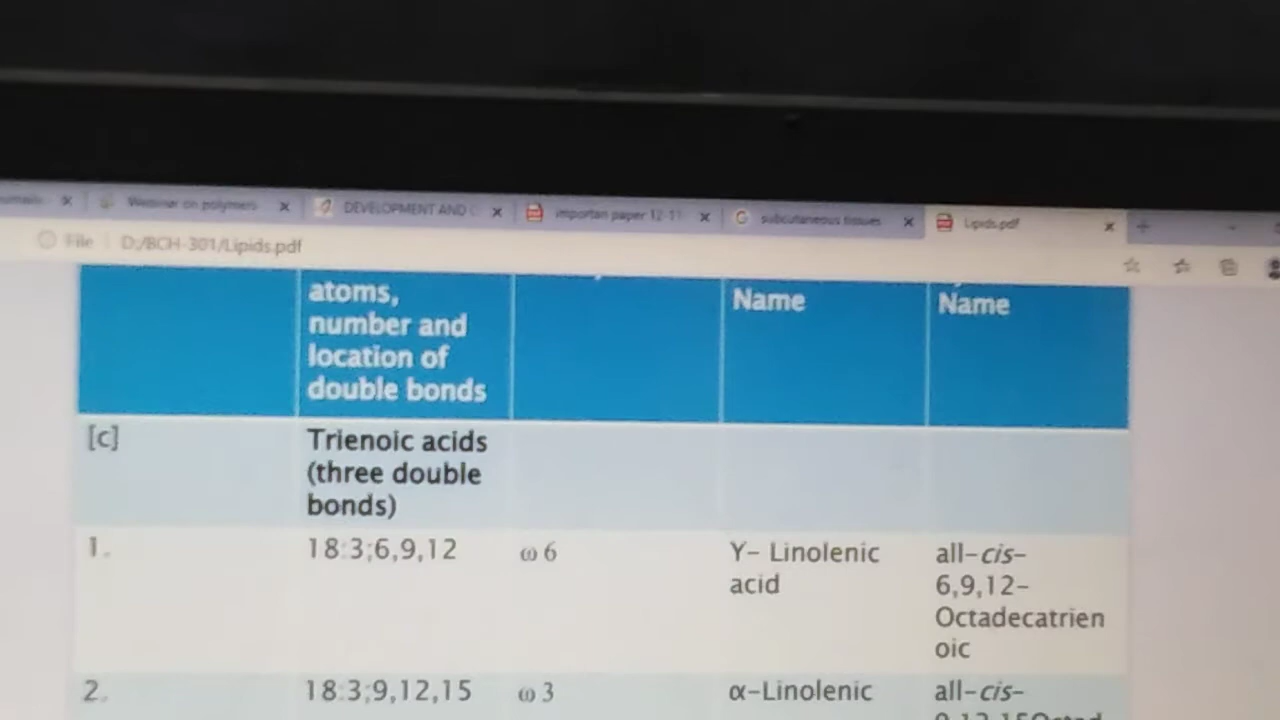 Webinar on polymers
DEVELOPMENT AND
importan paper 12-11
subcutaneous tissues
Lipids.pdf
File
D:/BCH-301/Lipids.pdf
atoms,
number and
location of
double bonds
Name
Name
[c]
Trienoic acids
(three double
bonds)
1.
18:3;6,9,12
ω 6
Y- Linolenic
acid
all-cis-
6,9,12-
Octadecatrien
oic
2.
18:3;9,12,15
ω 3
α-Linolenic
all-cis-